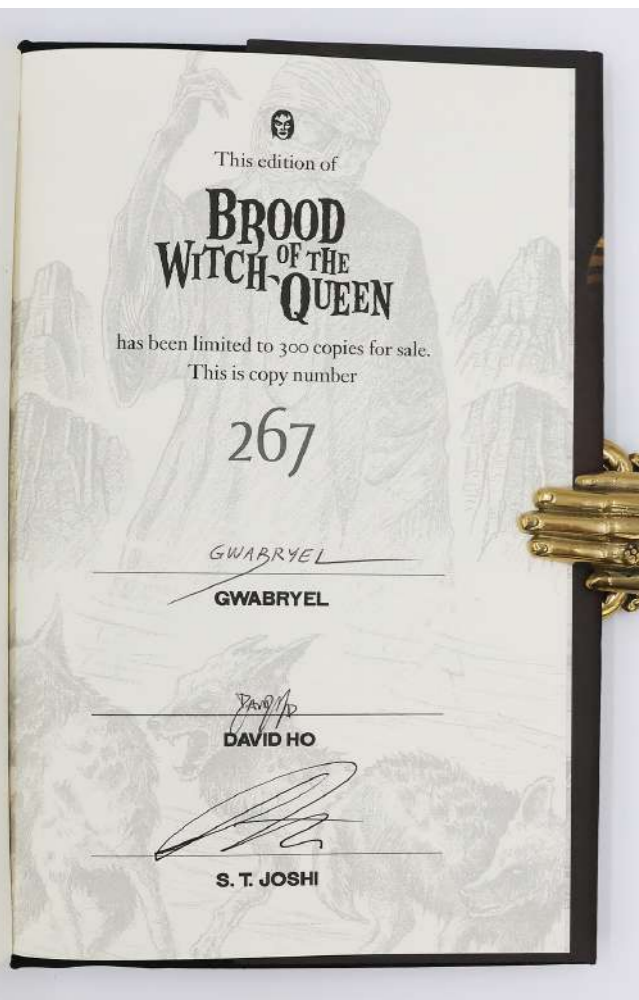 This edition of
BROOD
OF THE
WITCH-QUEEN
has been limited to 300 copies for sale.
This is copy number
267
GWABRYEL
GWABRYEL
DAVID HO
S. T. JOSHI